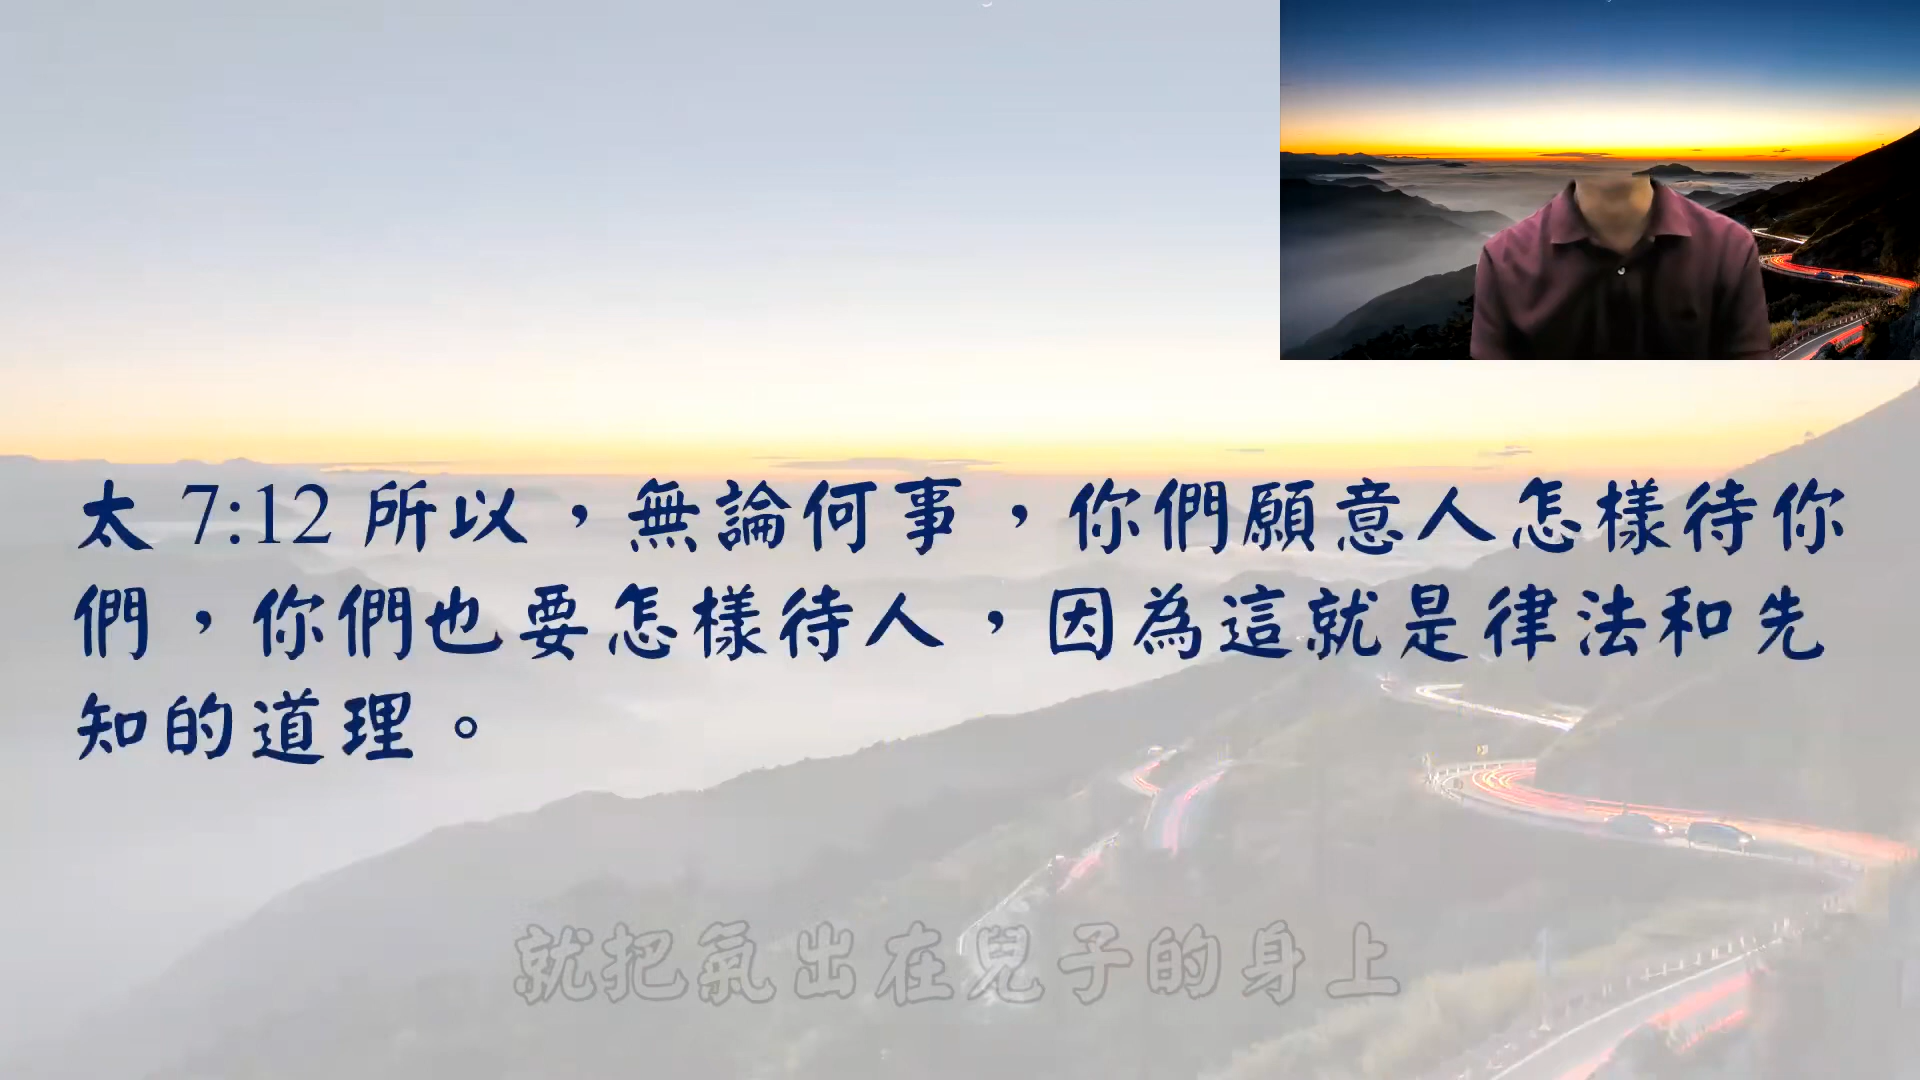 太 7:12 所以，無論何事，你們願意人怎樣待你
們，你們也要怎樣待人，因為這就是律法和先
知的道理。
就把氣出在兒子的身上